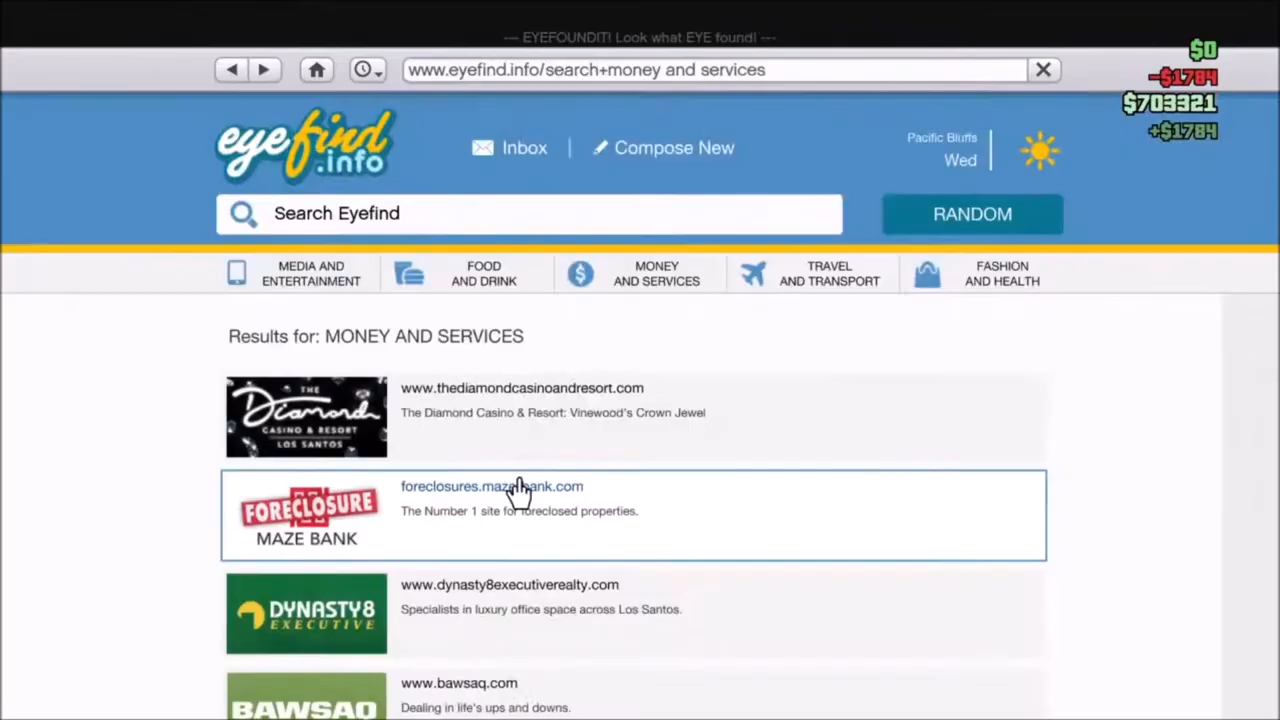 --- EYEFOUNDIT! Look what EYE found! ---
$0
-$1784
$703321
+$1784
www.eyefind.info/search+money and services
eyefind
.info
Inbox
Compose New
Pacific Bluffs
Wed
Search Eyefind
RANDOM
MEDIA AND
ENTERTAINMENT
FOOD
AND DRINK
MONEY
AND SERVICES
TRAVEL
AND TRANSPORT
FASHION
AND HEALTH
Results for: MONEY AND SERVICES
THE
Diamond
CASINO & RESORT
LOS SANTOS
www.thediamondcasinoandresort.com
The Diamond Casino & Resort: Vinewood's Crown Jewel
FORECLOSURE
MAZE BANK
foreclosures.mazebank.com
The Number 1 site for foreclosed properties.
DYNASTY8
EXECUTIVE
www.dynasty8executiverealty.com
Specialists in luxury office space across Los Santos.
BAWSAQ
www.bawsaq.com
Dealing in life's ups and downs.